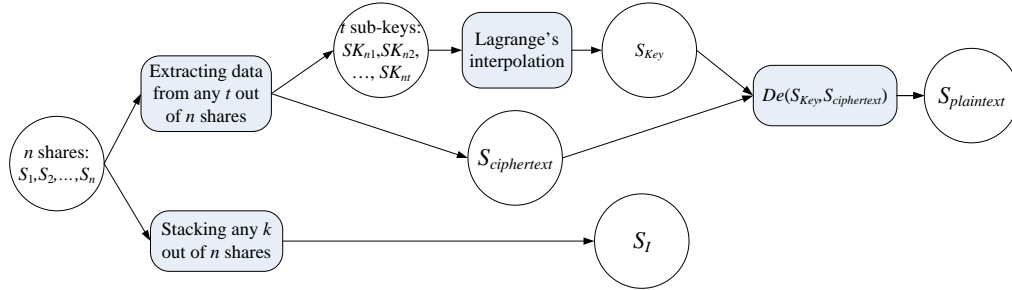 n shares:
S1,S2,...,Sn
Extracting data
from any t out
of n shares
t sub-keys:
SKn1,SKn2,
..., SKnt
Lagrange's
interpolation
SKey
Sciphertext
De(SKey,Sciphertext)
Splaintext
Stacking any k
out of n shares
SI